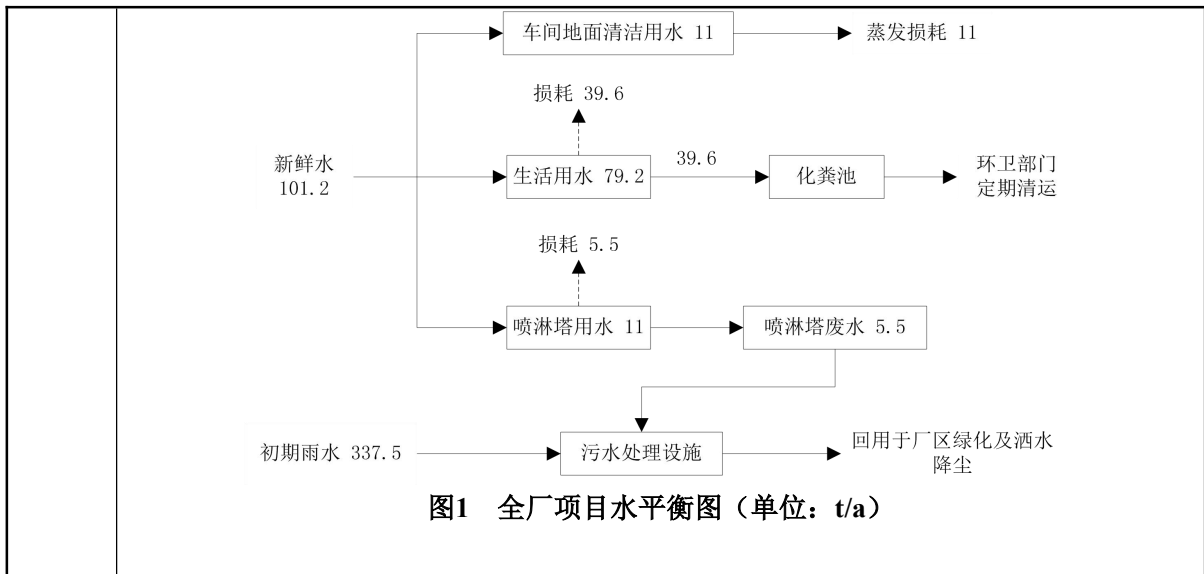 车间地面清洁用水 11
蒸发损耗 11
损耗 39.6
新鲜水
101.2
生活用水 79.2
39.6
化粪池
环卫部门
定期清运
损耗 5.5
喷淋塔用水 11
喷淋塔废水 5.5
初期雨水 337.5
污水处理设施
回用于厂区绿化及洒水
降尘
图1 全厂项目水平衡图（单位：t/a）